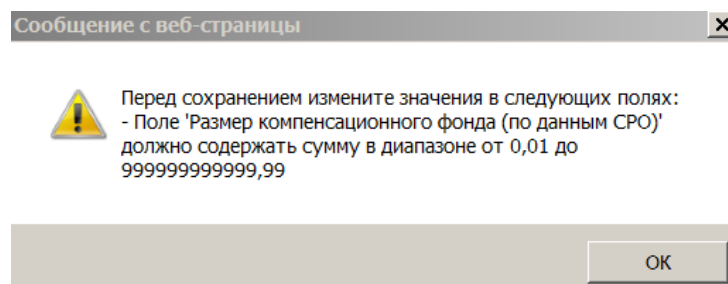 Сообщение с веб-страницы
Перед сохранением измените значения в следующих полях:
- Поле 'Размер компенсационного фонда (по данным СРО)'
должно содержать сумму в диапазоне от 0,01 до
999999999999,99
ОК